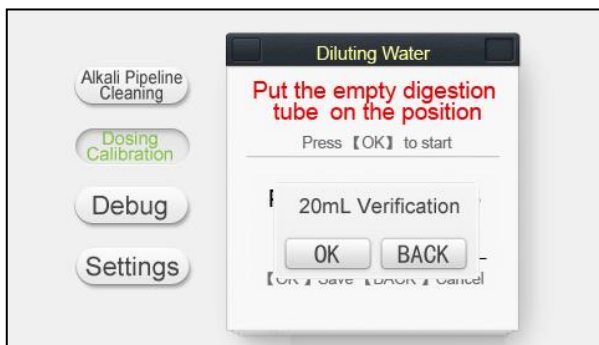 Alkali Pipeline
Cleaning
Dosing
Calibration
Debug
Settings
Diluting Water
Put the empty digestion
tube on the position
Press 【OK】 to start
20mL Verification
OK BACK
【OK】 Save 【BACK】 Cancel